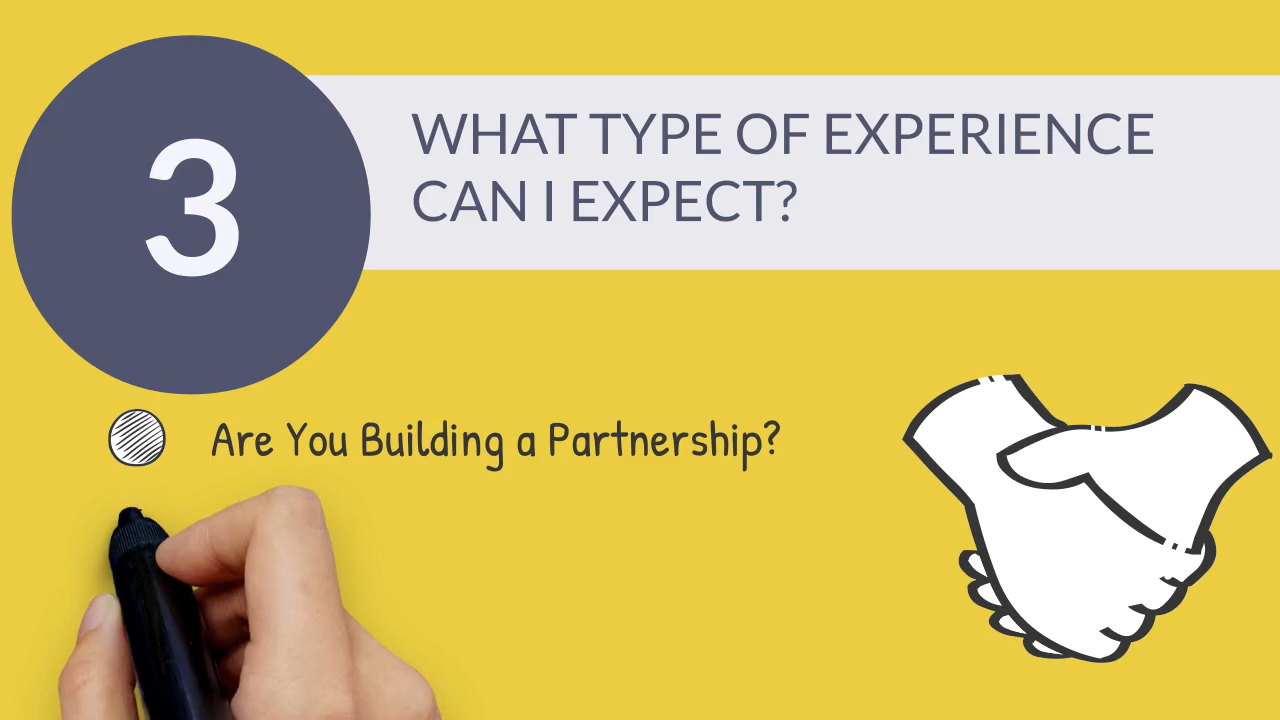 3
WHAT TYPE OF EXPERIENCE
CAN I EXPECT?
Are You Building a Partnership?